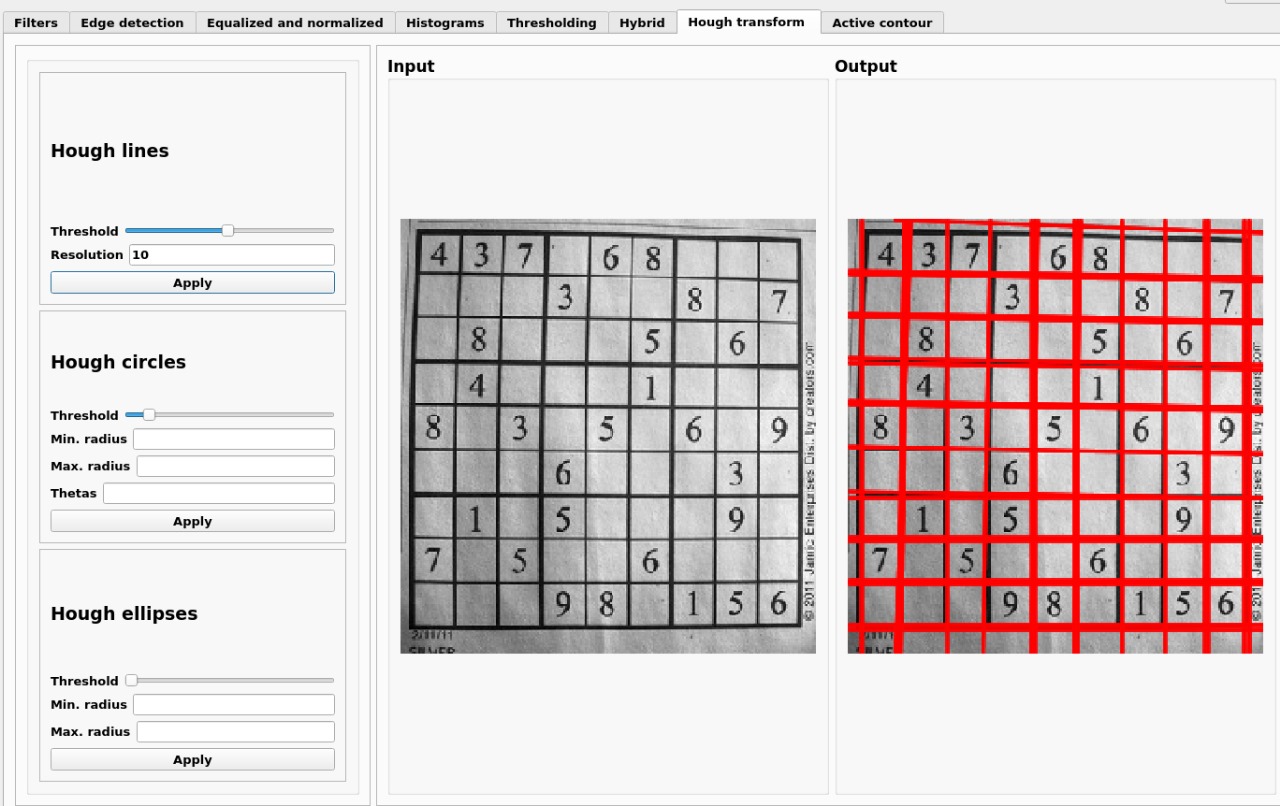 Filters Edge detection Equalized and normalized Histograms Thresholding Hybrid Hough transform Active contour
Hough lines
Threshold
Resolution 10
Apply
Hough circles
Threshold
Min. radius
Max. radius
Thetas
Apply
Hough ellipses
Threshold
Min. radius
Max. radius
Apply
Input
4 3 7 6 8
3 8 7
8 5 6
4 1
8 3 5 6 9
6 3
1 5 9
7 5 6
9 8 1 5 6
SILVER
© 2011 Janric Enterprises Dist. by creators.com
Output
4 3 7 6 8
3 8 7
8 5 6
4 1
8 3 5 6 9
6 3
1 5 9
7 5 6
9 8 1 5 6
© 2011 Janric Enterprises Dist. by creators.com